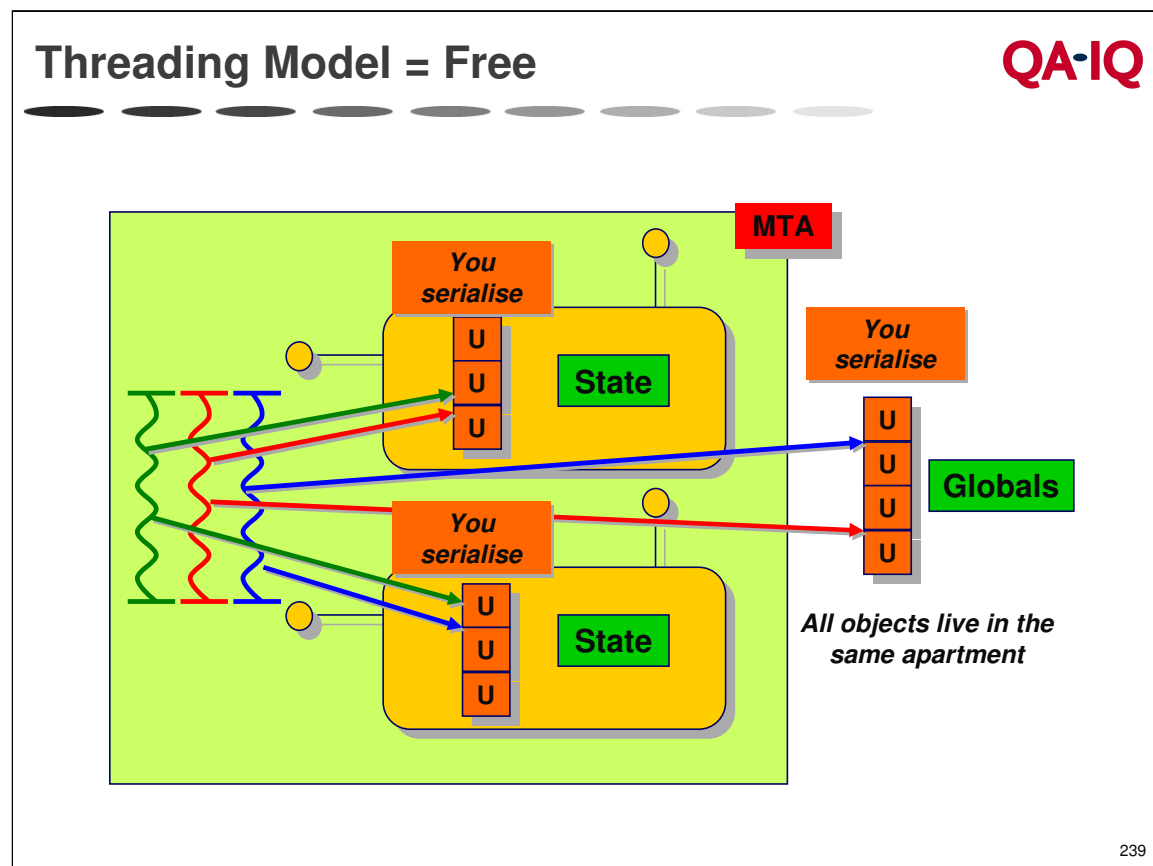 Threading Model = Free
QA-IQ
MTA
You
serialise
U
U
U
State
You
serialise
U
U
U
U
Globals
You
serialise
U
U
U
State
All objects live in the
same apartment
239